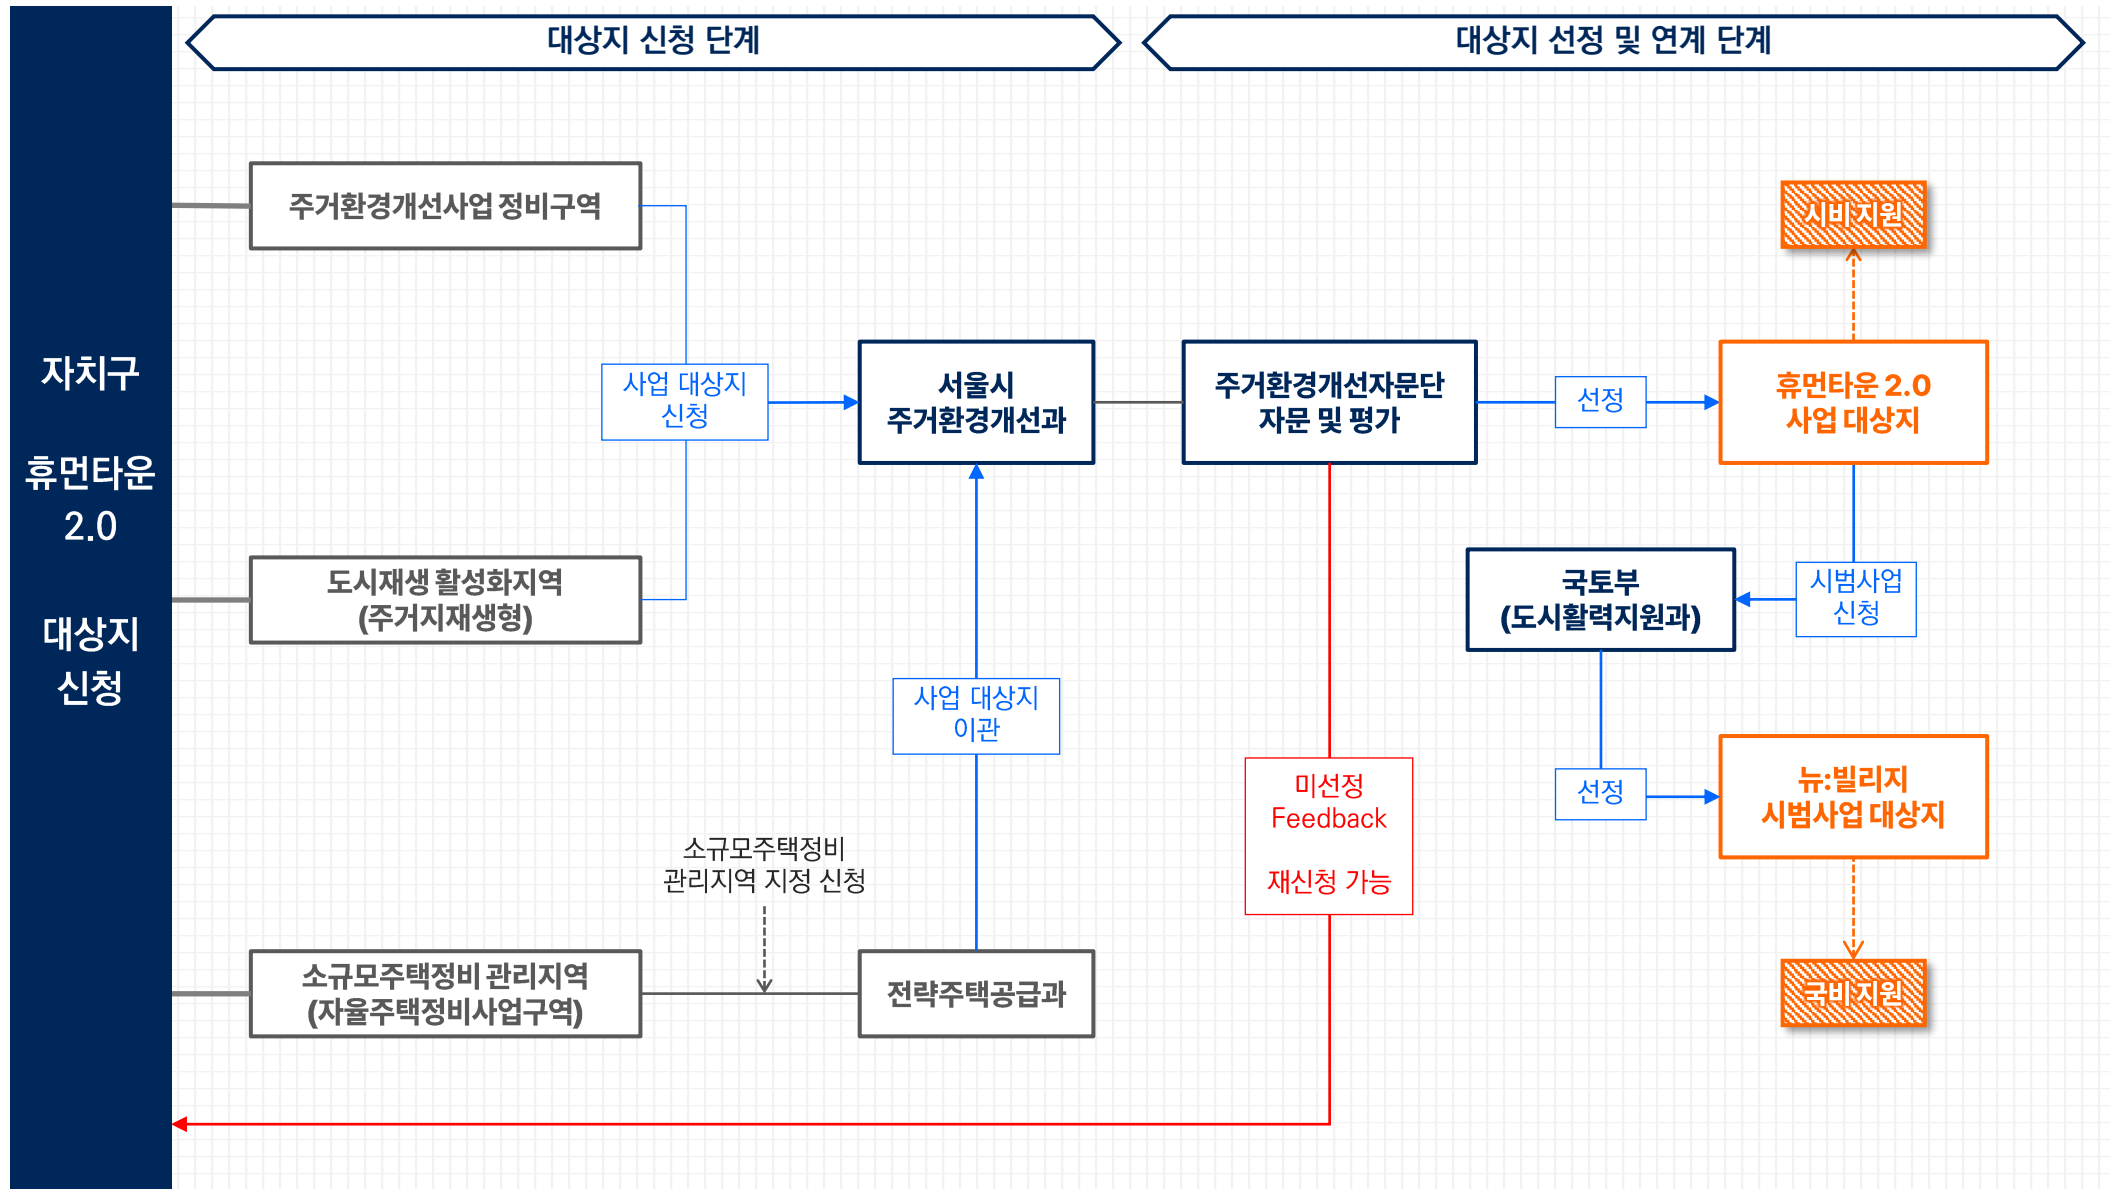 대상지 신청 단계
대상지 선정 및 연계 단계
자치구
휴먼타운
2.0
대상지
신청
주거환경개선사업 정비구역
도시재생 활성화지역
(주거지재생형)
소규모주택정비 관리지역
(자율주택정비사업구역)
사업 대상지
신청
소규모주택정비
관리지역 지정 신청
서울시
주거환경개선과
사업 대상지
이관
전략주택공급과
주거환경개선자문단
자문 및 평가
미선정
Feedback
재신청 가능
선정
시비 지원
휴먼타운 2.0
사업 대상지
시범사업
신청
국토부
(도시활력지원과)
선정
뉴:빌리지
시범사업 대상지
국비 지원